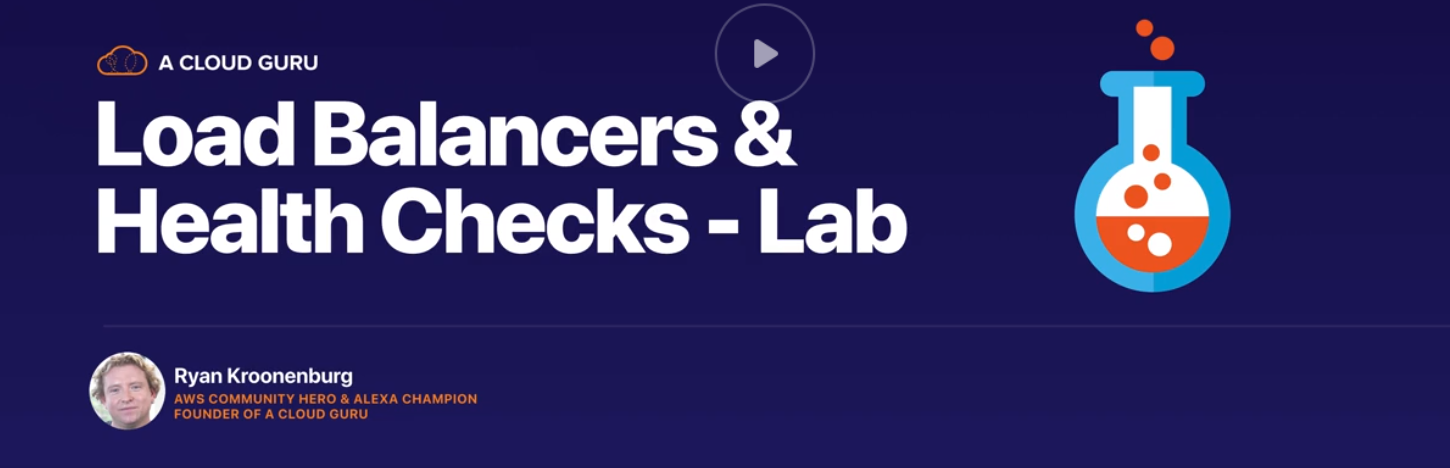 A CLOUD GURU
Load Balancers &
Health Checks - Lab
Ryan Kroonenburg
AWS COMMUNITY HERO & ALEXA CHAMPION
FOUNDER OF A CLOUD GURU